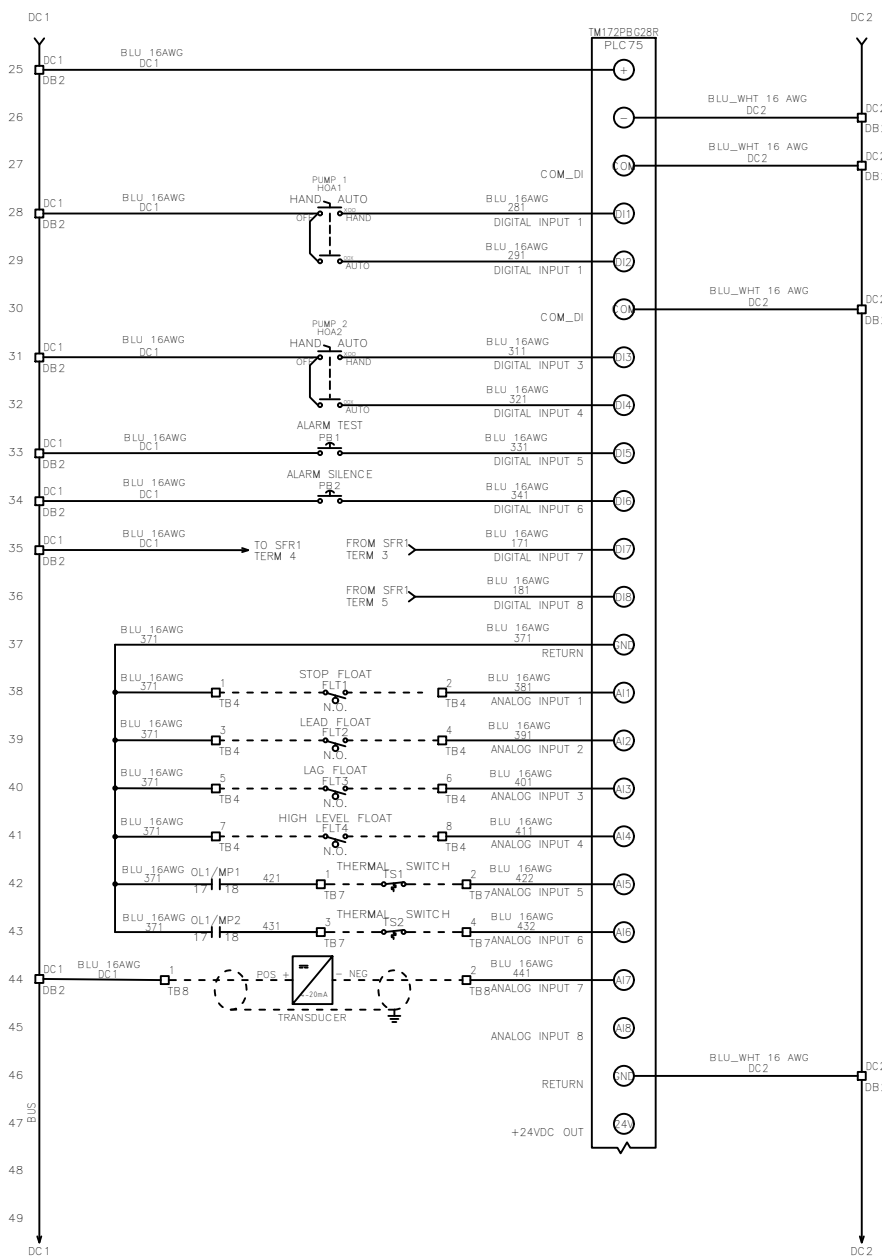 DC1
DC2
TM172PBG28R
PLC75
25
DC1
DB2
BLU 16AWG
DC1
+
26
-
BLU_WHT 16 AWG
DC2
DC2
DB2
27
COM_DI
COM
BLU_WHT 16 AWG
DC2
DC2
DB2
28
DC1
DB2
BLU 16AWG
DC1
PUMP 1
HOA1
HAND AUTO
OFF
XOO
HAND
BLU 16AWG
281
DIGITAL INPUT 1
DI1
29
OOX
AUTO
BLU 16AWG
291
DIGITAL INPUT 1
DI2
30
COM_DI
COM
BLU_WHT 16 AWG
DC2
DC2
DB2
31
DC1
DB2
BLU 16AWG
DC1
PUMP 2
HOA2
HAND AUTO
OFF
XOO
HAND
BLU 16AWG
311
DIGITAL INPUT 3
DI3
32
OOX
AUTO
BLU 16AWG
321
DIGITAL INPUT 4
DI4
33
DC1
DB2
BLU 16AWG
DC1
ALARM TEST
PB1
BLU 16AWG
331
DIGITAL INPUT 5
DI5
34
DC1
DB2
BLU 16AWG
DC1
ALARM SILENCE
PB2
BLU 16AWG
341
DIGITAL INPUT 6
DI6
35
DC1
DB2
BLU 16AWG
DC1
TO SFR1
TERM 4
FROM SFR1
TERM 3
BLU 16AWG
171
DIGITAL INPUT 7
DI7
36
FROM SFR1
TERM 5
BLU 16AWG
181
DIGITAL INPUT 8
DI8
37
BLU 16AWG
371
BLU 16AWG
371
RETURN
GND
38
BLU 16AWG
371
1
TB4
STOP FLOAT
FLT1
N.O.
2
TB4
BLU 16AWG
381
ANALOG INPUT 1
AI1
39
BLU 16AWG
371
3
TB4
LEAD FLOAT
FLT2
N.O.
4
TB4
BLU 16AWG
391
ANALOG INPUT 2
AI2
40
BLU 16AWG
371
5
TB4
LAG FLOAT
FLT3
N.O.
6
TB4
BLU 16AWG
401
ANALOG INPUT 3
AI3
41
BLU 16AWG
371
7
TB4
HIGH LEVEL FLOAT
FLT4
N.O.
8
TB4
BLU 16AWG
411
ANALOG INPUT 4
AI4
42
BLU 16AWG
371
OL1/MP1
17 18
421
1
TB7
THERMAL SWITCH
TS1
2
TB7
BLU 16AWG
422
ANALOG INPUT 5
AI5
43
BLU 16AWG
371
OL1/MP2
17 18
431
3
TB7
THERMAL SWITCH
TS2
4
TB7
BLU 16AWG
432
ANALOG INPUT 6
AI6
44
DC1
DB2
BLU 16AWG
DC1
1
TB8
POS +
4-20mA
- NEG
TRANSDUCER
2
TB8
BLU 16AWG
441
ANALOG INPUT 7
AI7
45
ANALOG INPUT 8
AI8
46
RETURN
GND
BLU_WHT 16 AWG
DC2
DC2
DB2
47
BUS
+24VDC OUT
24V
48
49
DC1
DC2